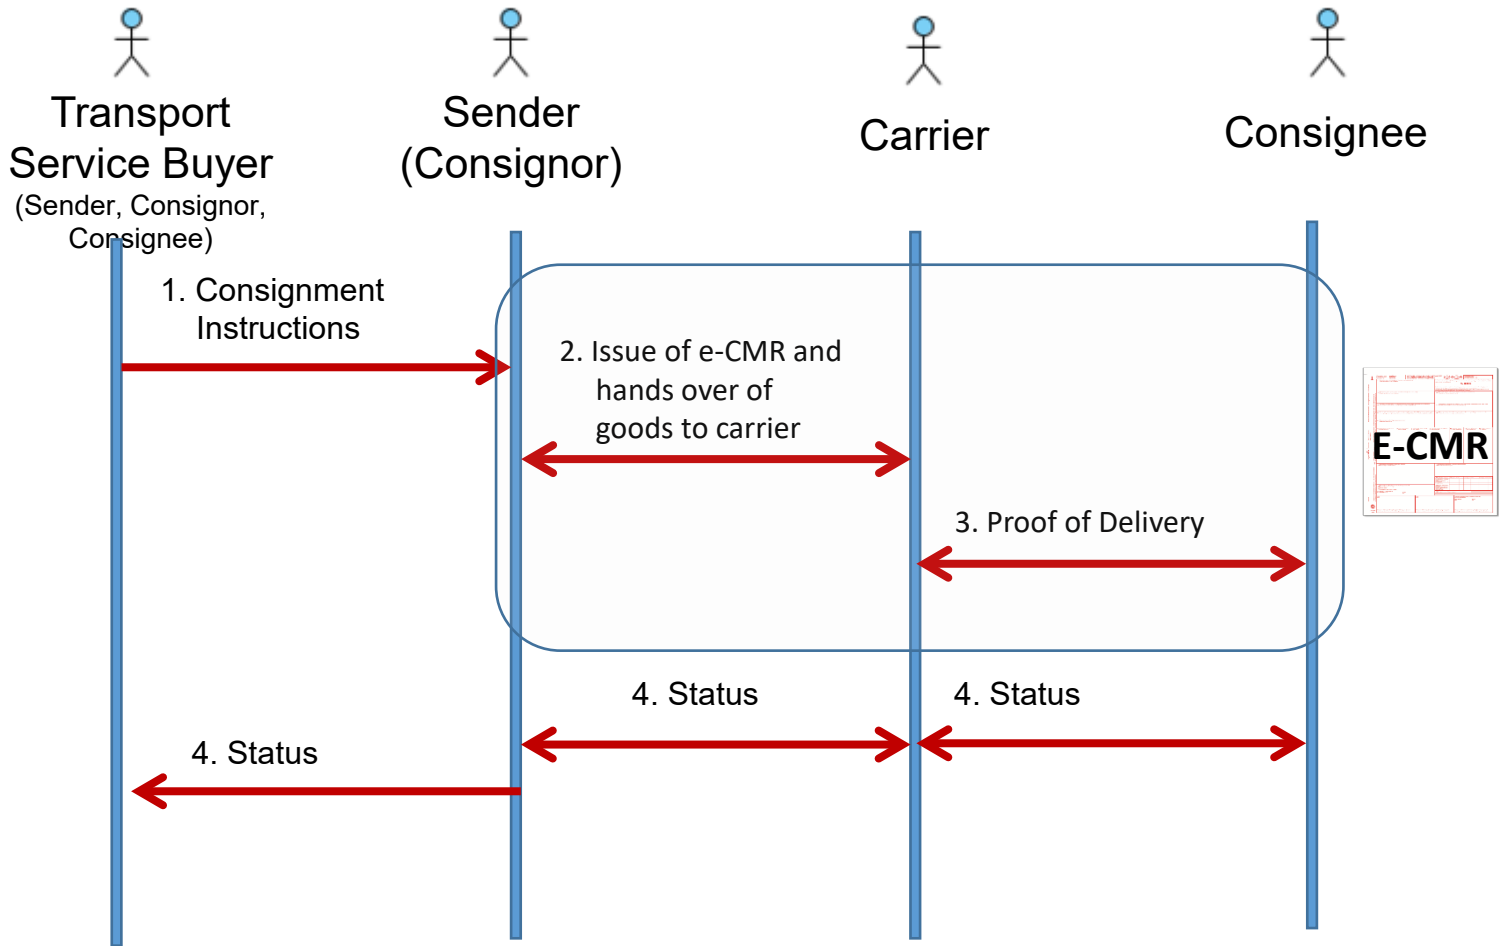 Transport
Service Buyer
(Sender, Consignor,
Consignee)
Sender
(Consignor)
Carrier
Consignee
1. Consignment
Instructions
2. Issue of e-CMR and
hands over of
goods to carrier
E-CMR
3. Proof of Delivery
4. Status
4. Status
4. Status